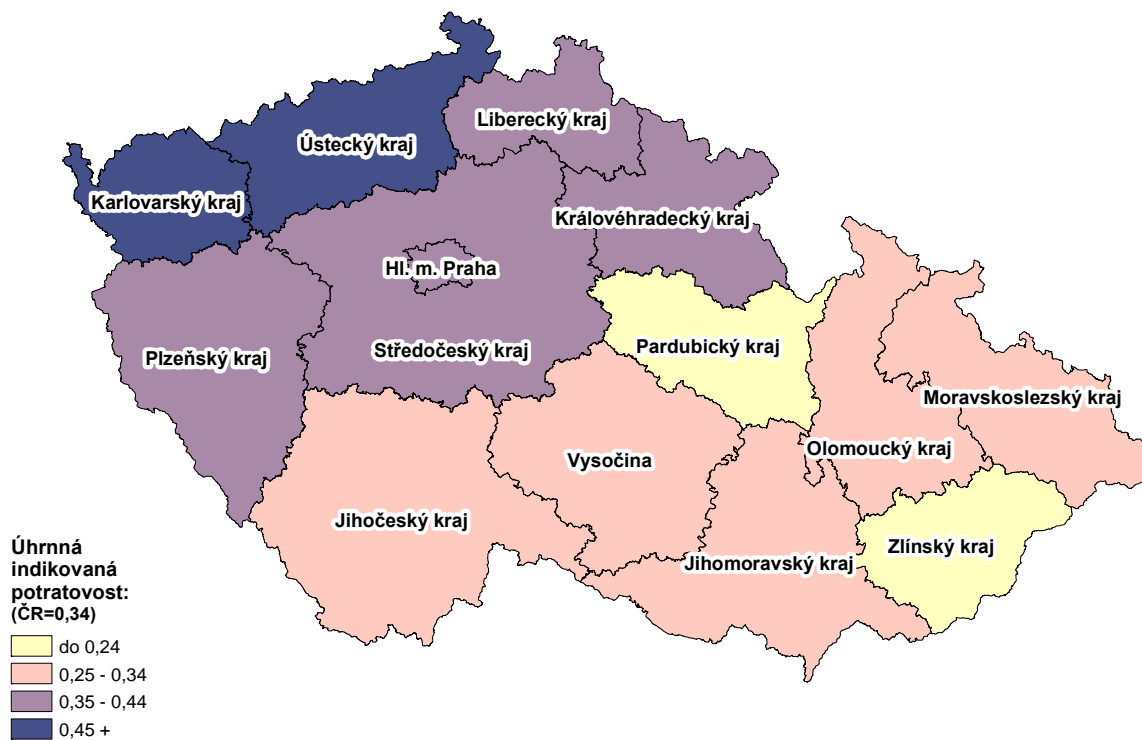 Liberecký kraj
Ústecký kraj
Karlovarský kraj
Královéhradecký kraj
Hl. m. Praha
Plzeňský kraj
Středočeský kraj
Pardubický kraj
Moravskoslezský kraj
Olomoucký kraj
Vysočina
Jihočeský kraj
Zlínský kraj
Jihomoravský kraj
Úhrnná
indikovaná
potratovost:
(ČR=0,34)
do 0,24
0,25 - 0,34
0,35 - 0,44
0,45 +